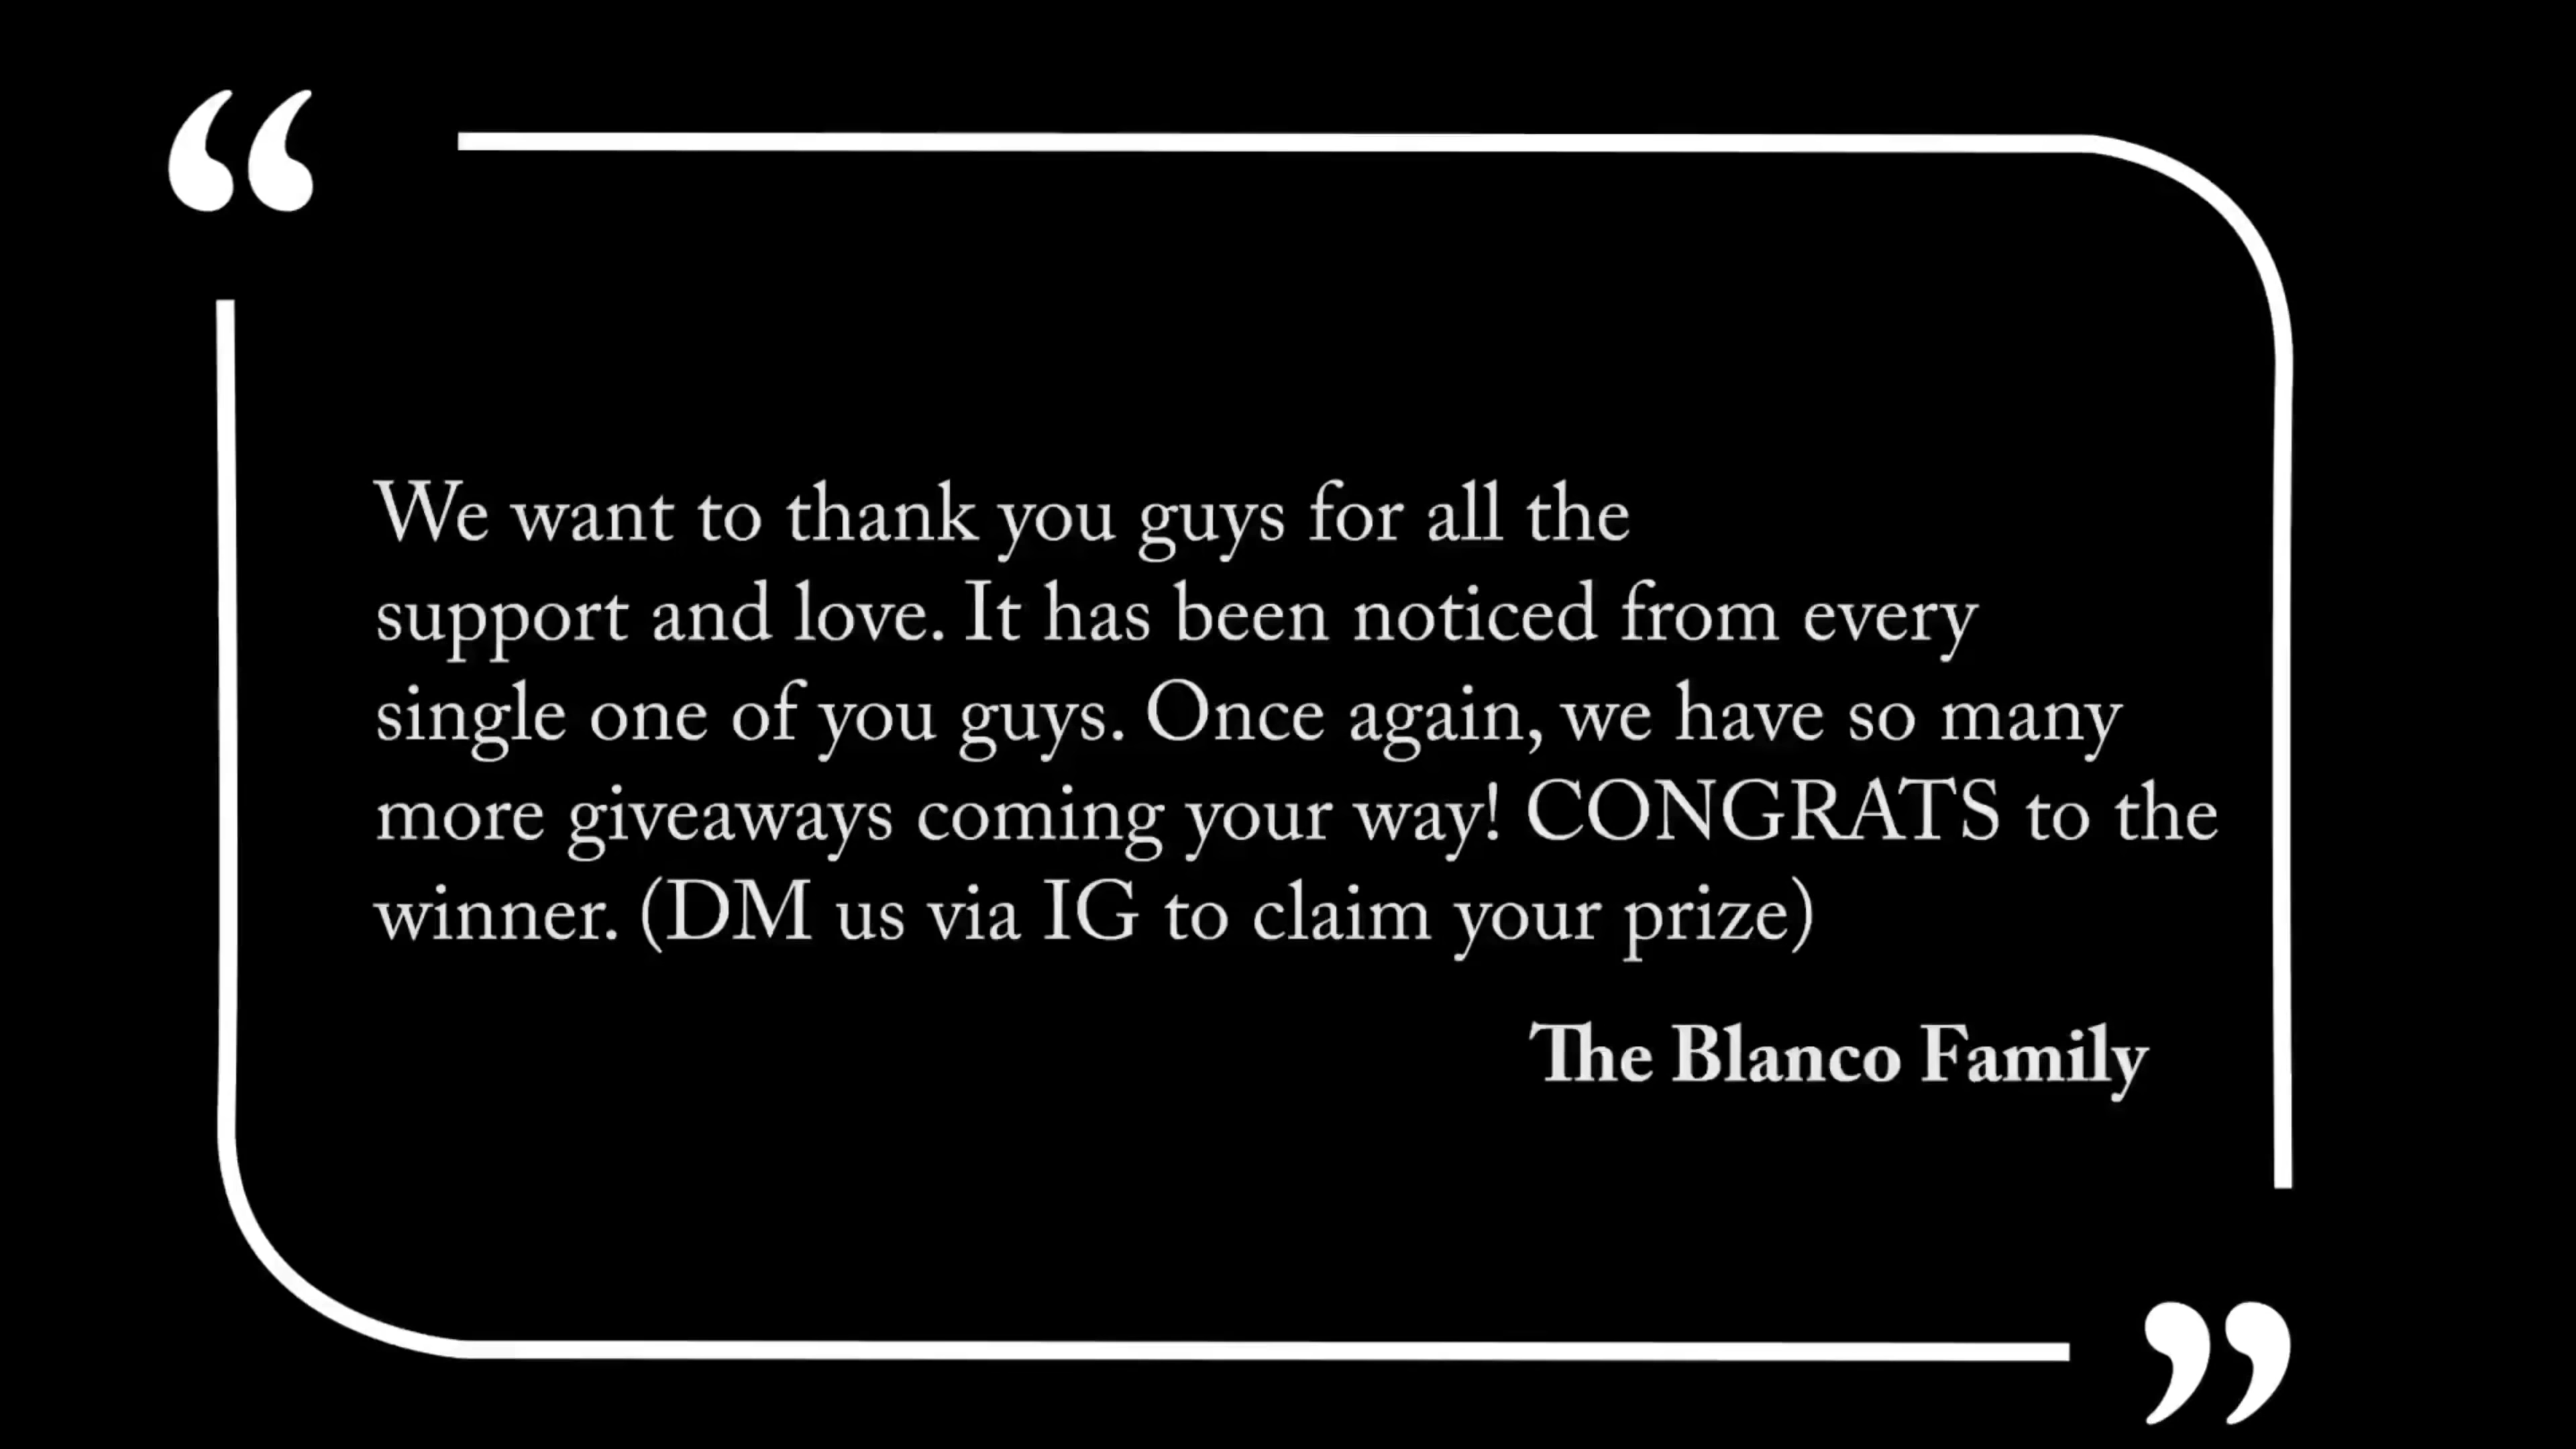 We want to thank you guys for all the
support and love. It has been noticed from every
single one of you guys. Once again, we have so many
more giveaways coming your way! CONGRATS to the
winner. (DM us via IG to claim your prize)
The Blanco Family